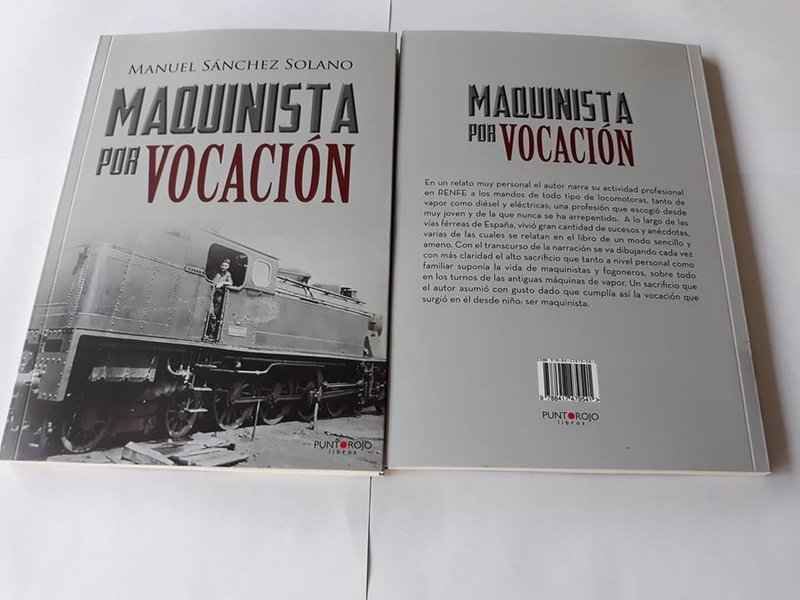 MANUEL SÁNCHEZ SOLANO
MAQUINISTA
POR VOCACIÓN
PUNTOROJO
libros
MAQUINISTA
POR VOCACIÓN
En un relato muy personal el autor narra su actividad profesional
en RENFE a los mandos de todo tipo de locomotoras, tanto de
vapor como diésel y eléctricas; una profesión que escogió desde
muy joven y de la que nunca se ha arrepentido. A lo largo de las
vías férreas de España, vivió gran cantidad de sucesos y anécdotas,
varias de las cuales se relatan en el libro de un modo sencillo y
ameno. Con el transcurso de la narración se va dibujando cada vez
con más claridad el alto sacrificio que tanto a nivel personal como
familiar suponía la vida de maquinistas y fogoneros, sobre todo
en los turnos de las antiguas máquinas de vapor. Un sacrificio que
el autor asumió con gusto dado que cumplía así la vocación que
surgió en él desde niño: ser maquinista.
PUNTOROJO
libros